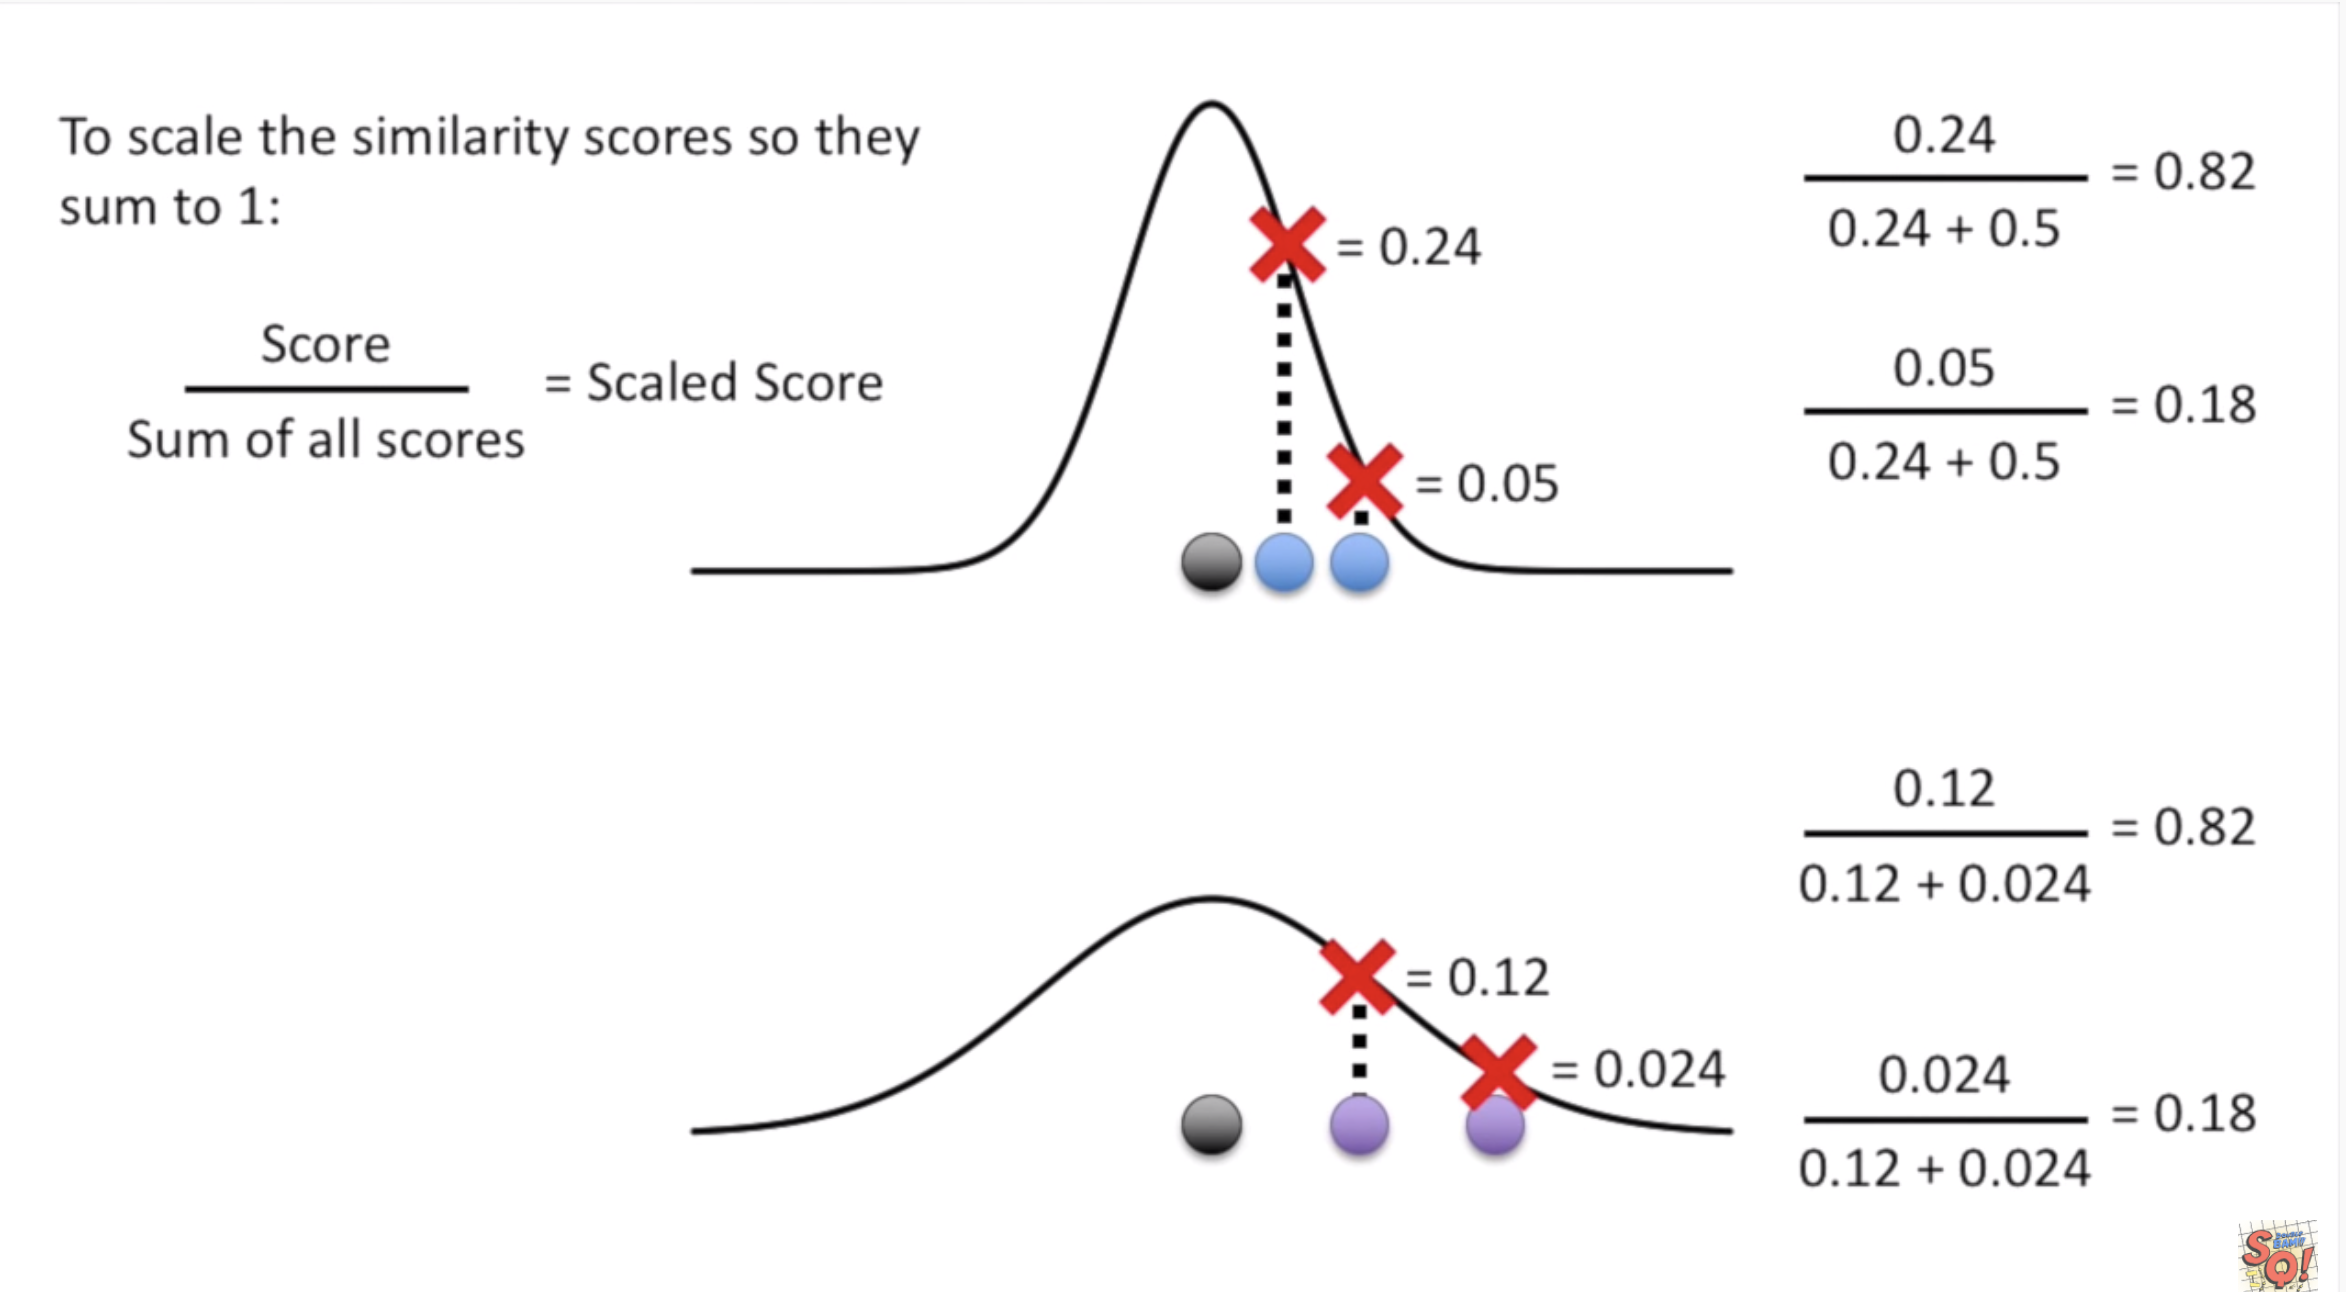 To scale the similarity scores so they
sum to 1:
Score
Sum of all scores
= Scaled Score
= 0.24
= 0.05
0.24
0.24 + 0.5
= 0.82
0.05
0.24 + 0.5
= 0.18
= 0.12
= 0.024
0.12
0.12 + 0.024
= 0.82
0.024
0.12 + 0.024
= 0.18
SQ!